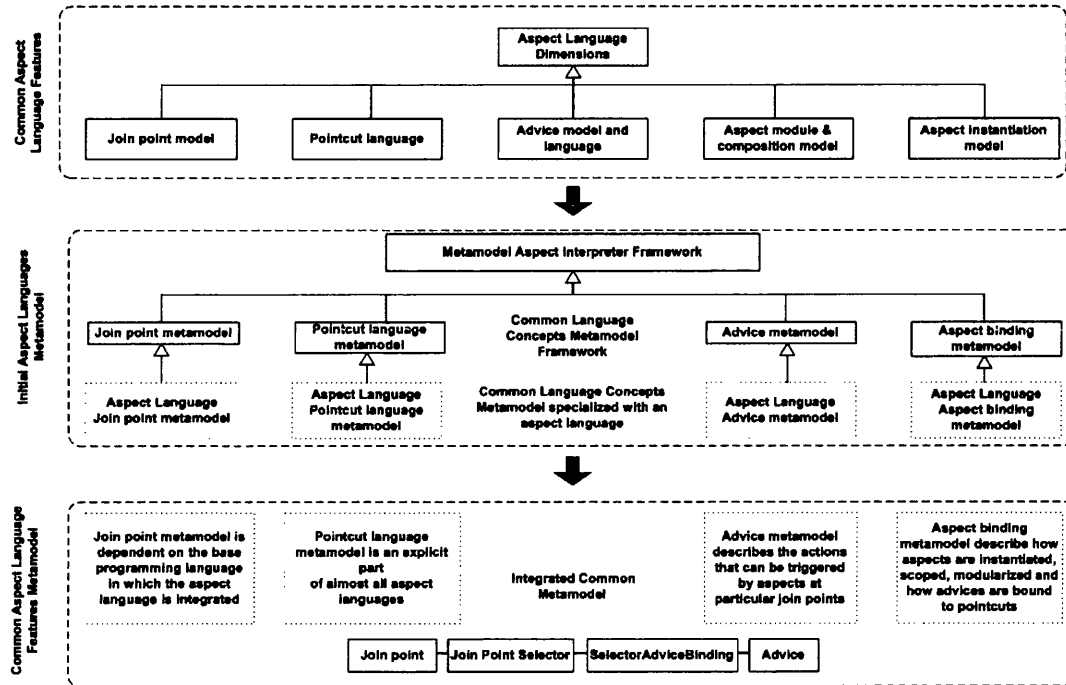 Common Aspect
Language Features
Aspect Language
Dimensions
Join point model
Pointcut language
Advice model and
language
Aspect module &
composition model
Aspect instantiation
model
Initial Aspect Languages
Metamodel
Metamodel Aspect Interpreter Framework
Join point metamodel
Pointcut language
metamodel
Common Language
Concepts Metamodel
Framework
Advice metamodel
Aspect binding
metamodel
Aspect Language
Join point metamodel
Aspect Language
Pointcut language
metamodel
Common Language Concepts
Metamodel specialized with an
aspect language
Aspect Language
Advice metamodel
Aspect Language
Aspect binding
metamodel
Common Aspect Language
Features Metamodel
Join point metamodel is
dependent on the base
programming language
in which the aspect
language is integrated
Pointcut language
metamodel is an explicit
part
of almost all aspect
languages
Integrated Common
Metamodel
Advice metamodel
describes the actions
that can be triggered
by aspects at
particular join points
Aspect binding
metamodel describe how
aspects are instantiated,
scoped, modularized and
how advices are bound
to pointcuts
Join point
Join Point Selector
SelectorAdviceBinding
Advice